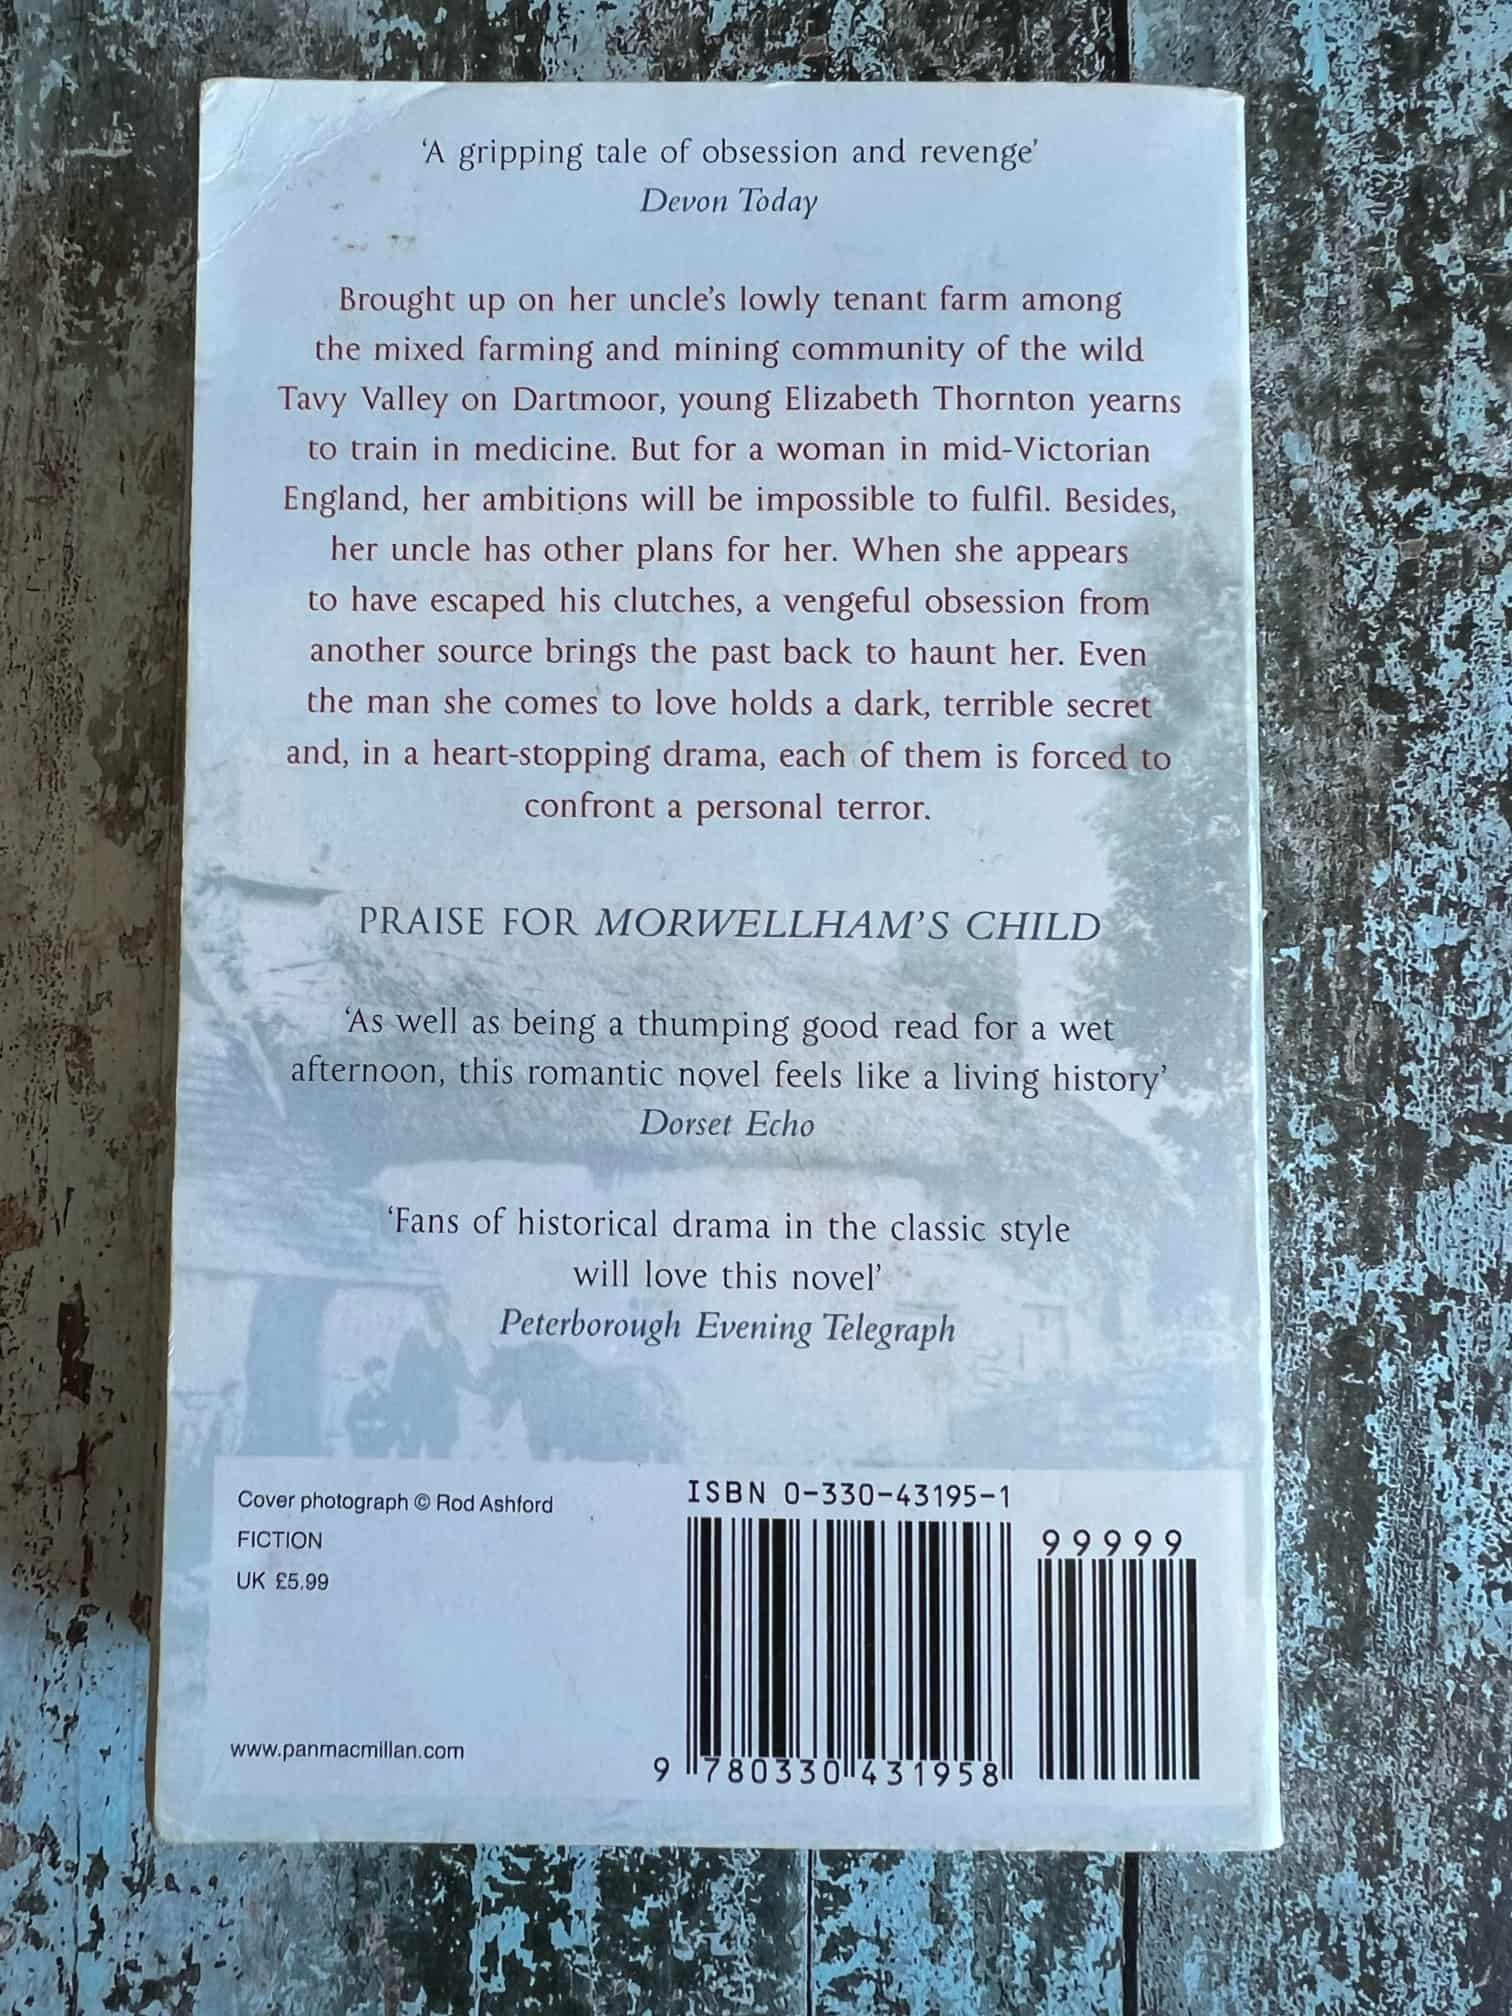 ‘A gripping tale of obsession and revenge’
Devon Today
Brought up on her uncle’s lowly tenant farm among
the mixed farming and mining community of the wild
Tavy Valley on Dartmoor, young Elizabeth Thornton yearns
to train in medicine. But for a woman in mid-Victorian
England, her ambitions will be impossible to fulfil. Besides,
her uncle has other plans for her. When she appears
to have escaped his clutches, a vengeful obsession from
another source brings the past back to haunt her. Even
the man she comes to love holds a dark, terrible secret
and, in a heart-stopping drama, each of them is forced to
confront a personal terror.
PRAISE FOR MORWELLHAM’S CHILD
‘As well as being a thumping good read for a wet
afternoon, this romantic novel feels like a living history’
Dorset Echo
‘Fans of historical drama in the classic style
will love this novel’
Peterborough Evening Telegraph
Cover photograph © Rod Ashford
FICTION
UK £5.99
www.panmacmillan.com
ISBN 0-330-43195-1
99999
9 780330 431958